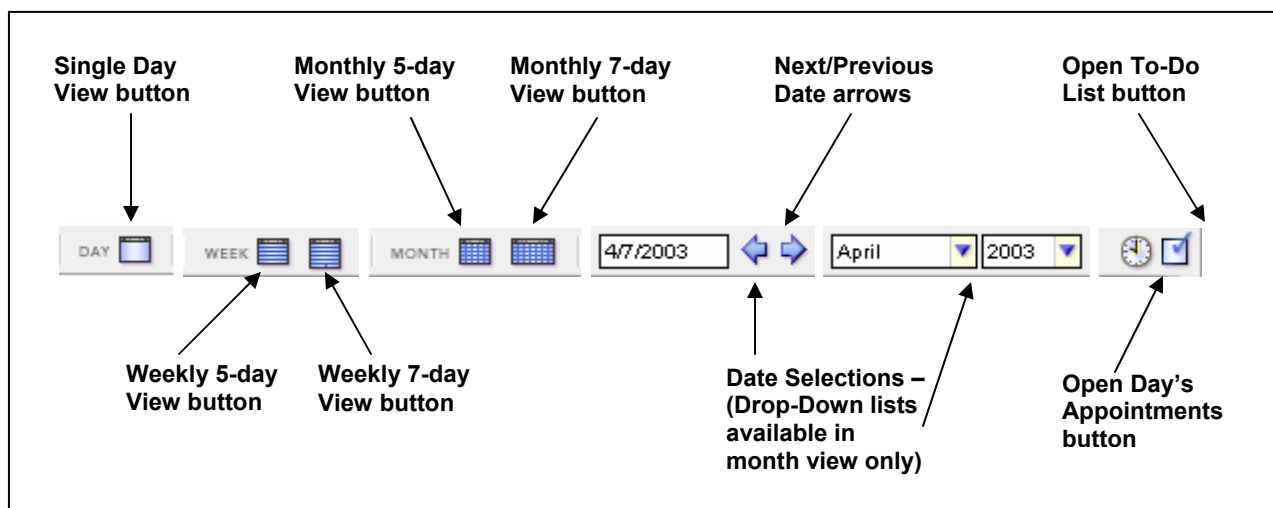 Single Day
View button
Monthly 5-day
View button
Monthly 7-day
View button
Next/Previous
Date arrows
Open To-Do
List button
DAY
WEEK
MONTH
4/7/2003
April
2003
Weekly 5-day
View button
Weekly 7-day
View button
Date Selections –
(Drop-Down lists
available in
month view only)
Open Day’s
Appointments
button